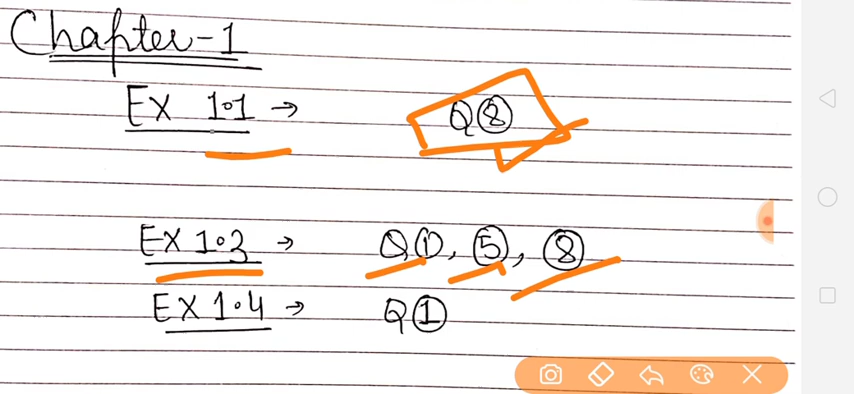 Chapter-1
EX 1.1 → Q⑧
EX 1.3 → Q①, ⑤, ⑧
EX 1.4 → Q①